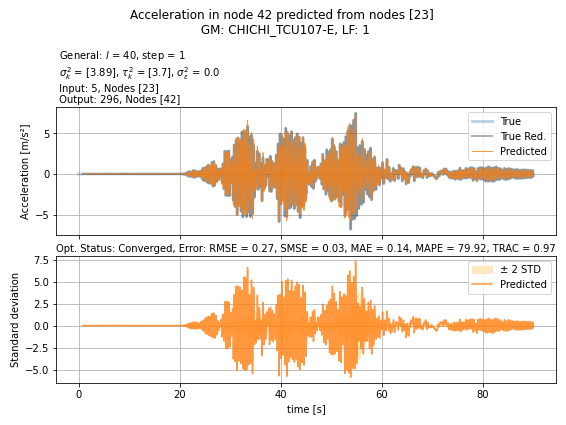 Acceleration in node 42 predicted from nodes [23]
GM: CHICHI_TCU107-E, LF: 1
General: l = 40, step = 1
σ²ₖ = [3.89], τ²ₖ = [3.7], σ²_ε = 0.0
Input: 5, Nodes [23]
Output: 296, Nodes [42]
Acceleration [m/s²]
5
0
−5
True
True Red.
Predicted
Opt. Status: Converged, Error: RMSE = 0.27, SMSE = 0.03, MAE = 0.14, MAPE = 79.92, TRAC = 0.97
Standard deviation
7.5
5.0
2.5
0.0
−2.5
−5.0
± 2 STD
Predicted
0 20 40 60 80
time [s]